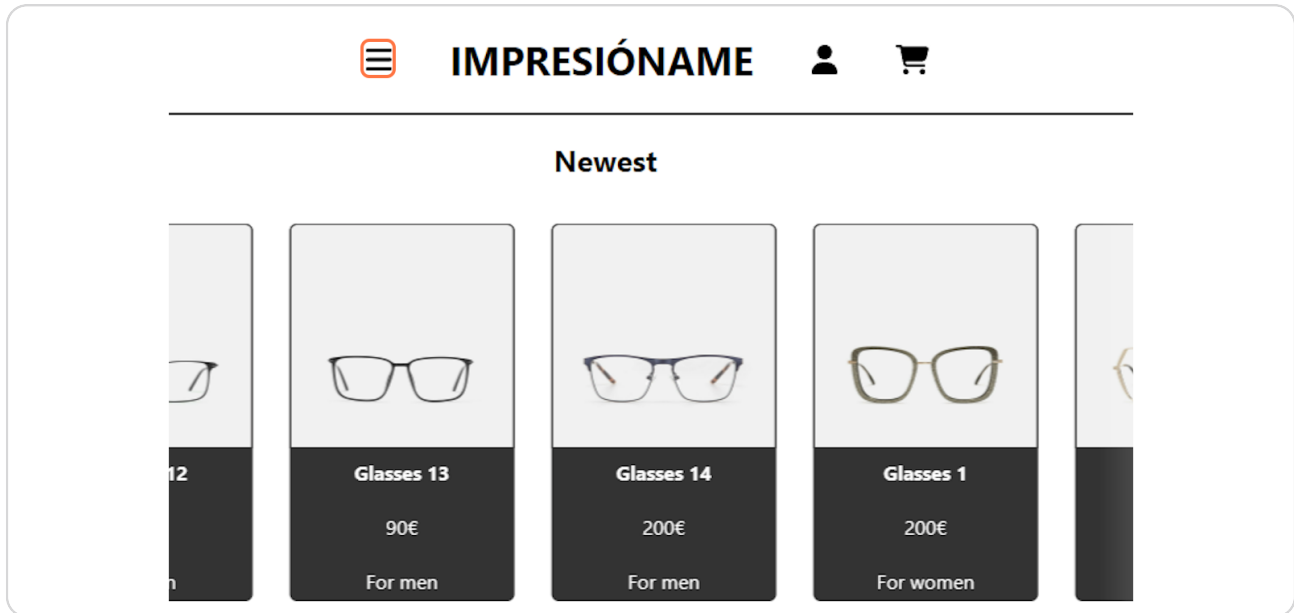 IMPRESIÓNAME
Newest
12
Glasses 13
Glasses 14
Glasses 1
90€
200€
200€
For men
For men
For women